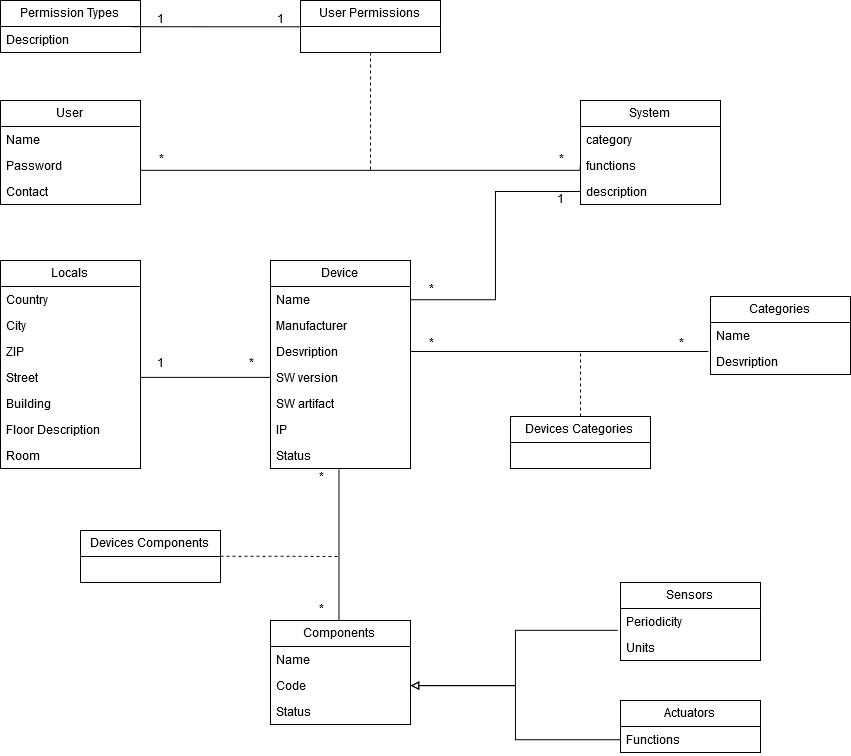 Permission Types
Description
1
1
User Permissions
User
Name
Password
Contact
*
*
System
category
functions
description
1
Locals
Country
City
ZIP
Street
Building
Floor Description
Room
1
*
Device
Name
Manufacturer
Desvription
SW version
SW artifact
IP
Status
*
*
*
Categories
Name
Desvription
Devices Categories
*
Devices Components
*
Components
Name
Code
Status
Sensors
Periodicity
Units
Actuators
Functions